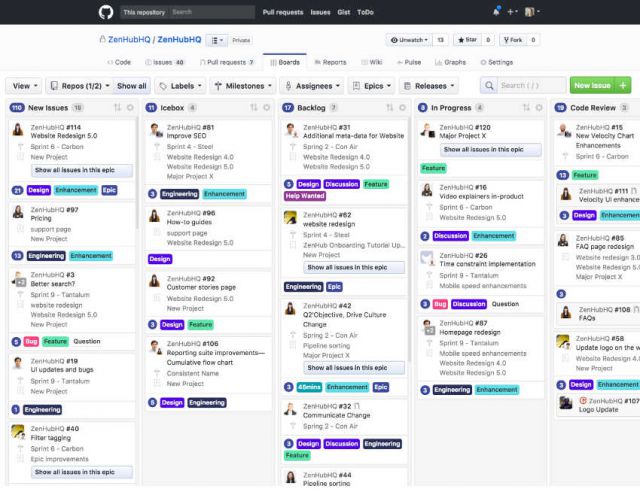 This repository
Search
Pull requests
Issues
Gist
ToDo
ZenHubHQ / ZenHubHQ
Private
Unwatch
13
Star
0
Fork
0
Code
Issues 40
Pull requests 7
Boards
Reports
Wiki
Pulse
Graphs
Settings
View
Repos (1/2)
Show all
Labels
Milestones
Assignees
Epics
Releases
Search ( / )
New Issue
+
110 New Issues 18
ZenHubHQ #114
Website Redesign 5.0
Sprint 6 - Carbon
New Project
Show all issues in this epic
21 Design Enhancement Epic
ZenHubHQ #97
Pricing
support page
New Project
13 Engineering Enhancement
ZenHubHQ #3
Better search?
Sprint 9 - Tantalum
Website Redesign 5.0
New Project
5 Bug Feature Question
ZenHubHQ #19
UI updates and bugs
Sprint 9 - Tantalum
New Project
1 Engineering
ZenHubHQ #40
Filter tagging
Sprint 6 - Carbon
Epic improvements
Show all issues in this epic
11 Icebox 4
ZenHubHQ #81
Improve SEO
Sprint 4 - Steel
Website Redesign 4.0
Website Redesign 5.0
Major Project X
3 Engineering Enhancement
ZenHubHQ #96
How-to guides
support page
Website Redesign 5.0
Design
ZenHubHQ #92
Customer stories page
Website Redesign 5.0
New Project
3 Design Feature
ZenHubHQ #106
Reporting suite improvements—
Cumulative flow chart
Consistent Name
New Project
5 Design Engineering
17 Backlog 7
ZenHubHQ #31
Additional meta-data for Website
Spring 2 - Con Air
Website Redesign 4.0
Website Redesign 5.0
5 Design Discussion Feature
Help Wanted
ZenHubHQ #62
website redesign
Sprint 4 - Steel
ZenHub Onboarding Tutorial Up...
New Project
Show all issues in this epic
Engineering Epic
ZenHubHQ #42
Q2'Objective, Drive Culture
Change
Spring 2 - Con Air
Pipeline sorting
Major Project X
Show all issues in this epic
3 45mins Enhancement Epic
ZenHubHQ #32
Communicate Change
Spring 2 - Con Air
3 Design Discussion Engineering
Feature
ZenHubHQ #44
Pipeline sorting
8 In Progress 4
ZenHubHQ #120
Major Project X
Show all issues in this epic
Feature
ZenHubHQ #16
Video explainers in-product
Sprint 6 - Carbon
Website Redesign 5.0
2 Discussion Enhancement
ZenHubHQ #26
Time constraint implementation
Sprint 9 - Tantalum
Mobile speed enhancements
3 Bug Discussion Question
ZenHubHQ #87
Homepage redesign
Sprint 9 - Tantalum
Mobile speed enhancements
Website Redesign 4.0
Website Redesign 5.0
3 Engineering Enhancement
19 Code Review 3
ZenHubHQ #15
New Velocity Chart
Enhancements
Sprint 6 - Carbon
13 Feature
ZenHubHQ #111
Velocity UI enhance
3 Design Enhancem
ZenHubHQ #85
FAQ page redesign
Website redesign 3.0
Website Redesign
New Project
3
ZenHubHQ #108
FAQs
ZenHubHQ #58
Update logo on the w
Website Redesign 4.0
New Project
Design Enhancement
ZenHubHQ #107
Logo Update